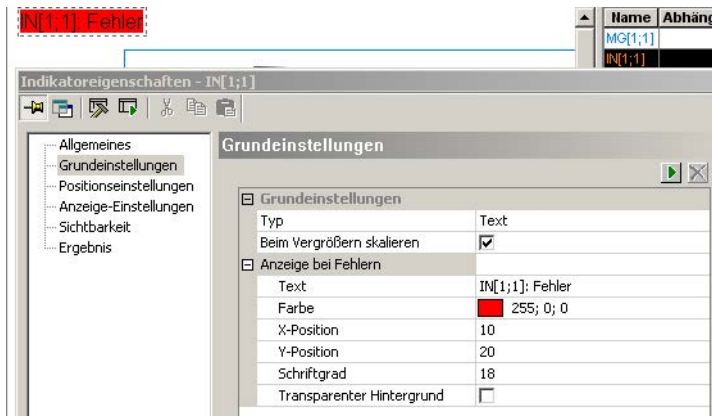 IN[1;1]: Fehler
Name Abhäng
MG[1;1]
IN[1;1]
Indikatoreigenschaften - IN[1;1]
Allgemeines
Grundeinstellungen
Positionseinstellungen
Anzeige-Einstellungen
Sichtbarkeit
Ergebnis
Grundeinstellungen
Grundeinstellungen
Typ Text
Beim Vergrößern skalieren
Anzeige bei Fehlern
Text IN[1;1]: Fehler
Farbe 255; 0; 0
X-Position 10
Y-Position 20
Schriftgrad 18
Transparenter Hintergrund